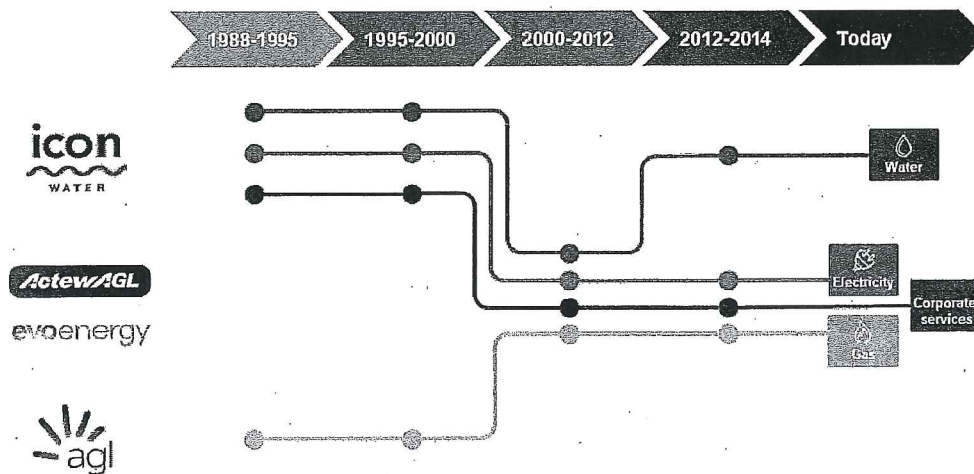 1988-1995
1995-2000
2000-2012
2012-2014
Today
icon
WATER
Water
ActewAGL
Electricity
Corporate
services
evoenergy
Gas
agl